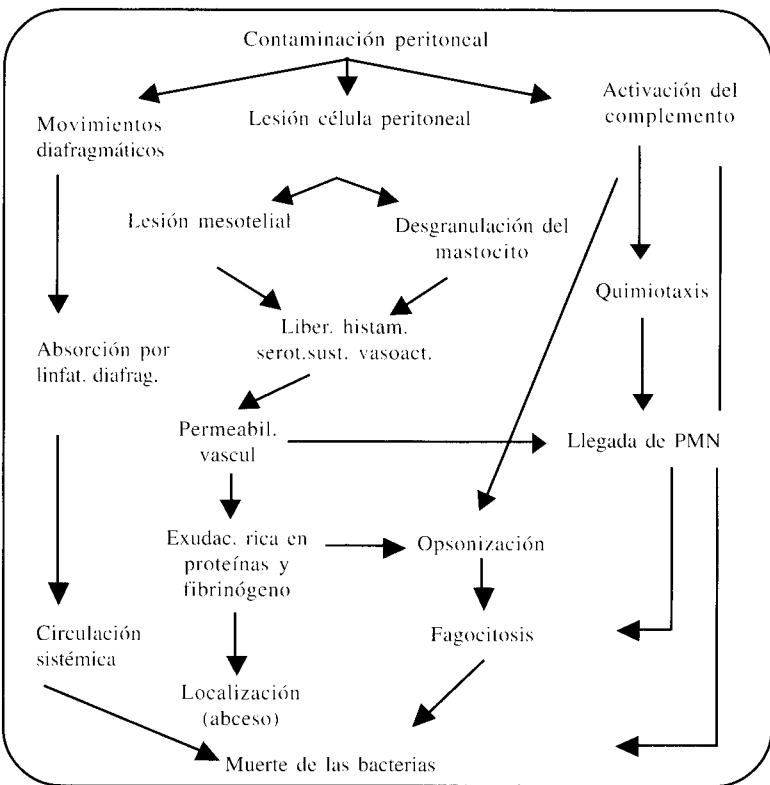 Contaminación peritoneal
Movimientos
diafragmáticos
Lesión célula peritoneal
Activación del
complemento
Lesión mesotelial
Desgranulación del
mastocito
Quimiotaxis
Liber. histam.
serot.sust. vasoact.
Absorción por
linfat. diafrag.
Permeabil.
vascul
Llegada de PMN
Exudac. rica en
proteínas y
fibrinógeno
Opsonización
Circulación
sistémica
Fagocitosis
Localización
(abceso)
Muerte de las bacterias